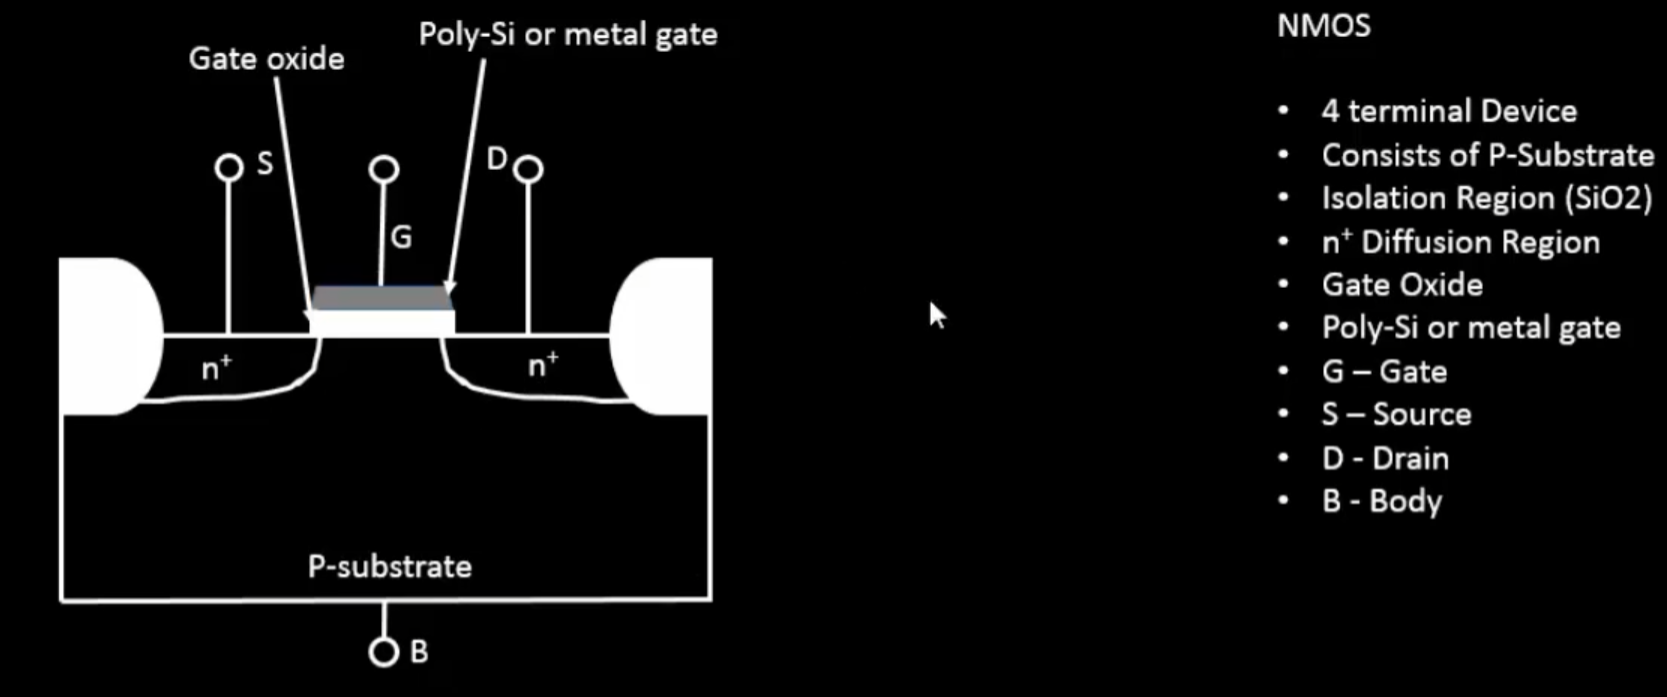 Poly-Si or metal gate
Gate oxide
S
D
G
n⁺
n⁺
P-substrate
B
NMOS
• 4 terminal Device
• Consists of P-Substrate
• Isolation Region (SiO2)
• n⁺ Diffusion Region
• Gate Oxide
• Poly-Si or metal gate
• G – Gate
• S – Source
• D - Drain
• B - Body